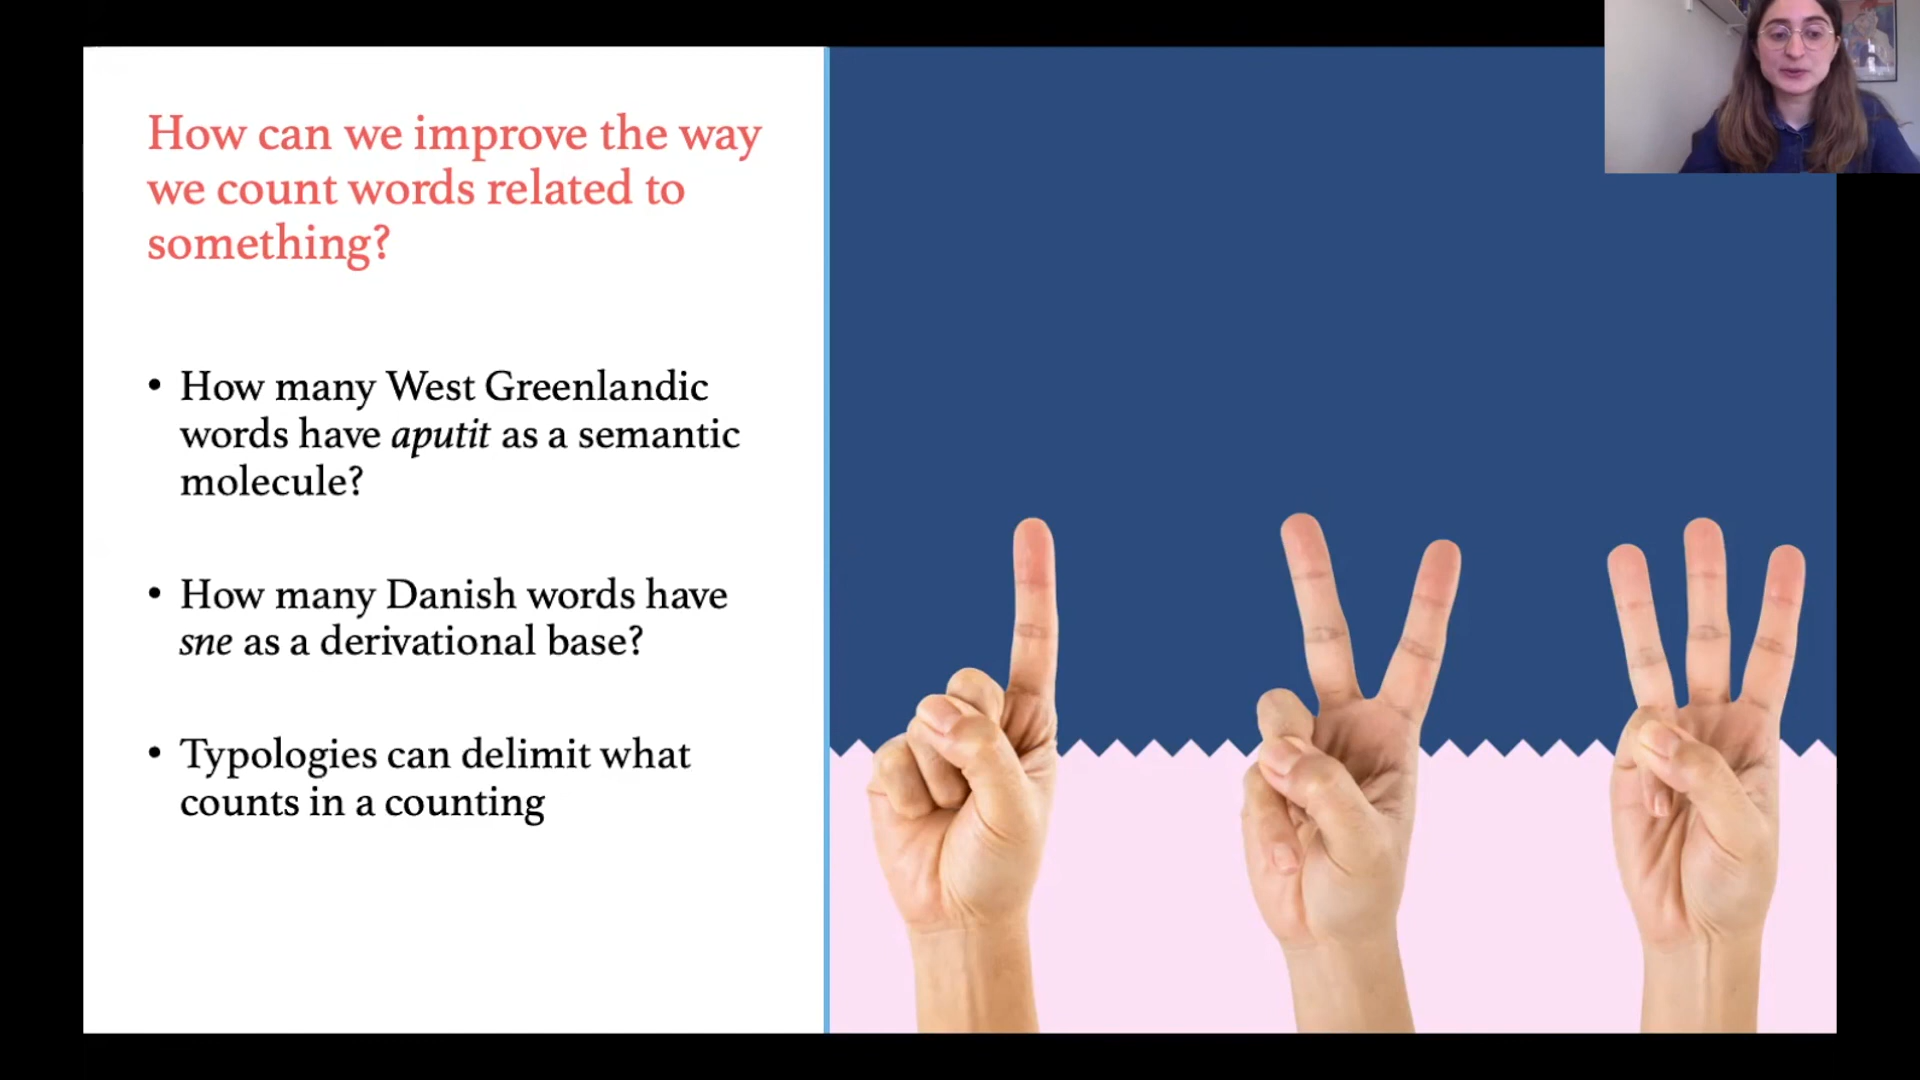 How can we improve the way
we count words related to
something?
• How many West Greenlandic
words have aputit as a semantic
molecule?
• How many Danish words have
sne as a derivational base?
• Typologies can delimit what
counts in a counting